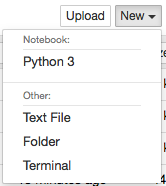 Upload New
Notebook:
Python 3
Other:
Text File
Folder
Terminal